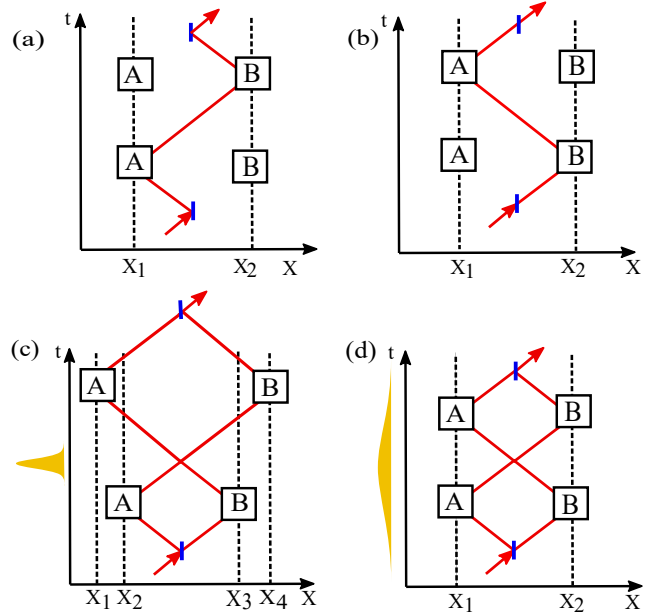 (a) t
A B
A B
X1 X2 X
(b) t
A B
A B
X1 X2 X
(c) t
A B
A B
X1 X2 X3 X4 X
(d) t
A B
A B
X1 X2 X